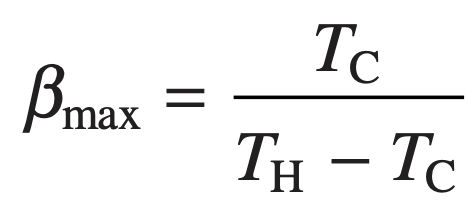 β_max = T_C / (T_H − T_C)